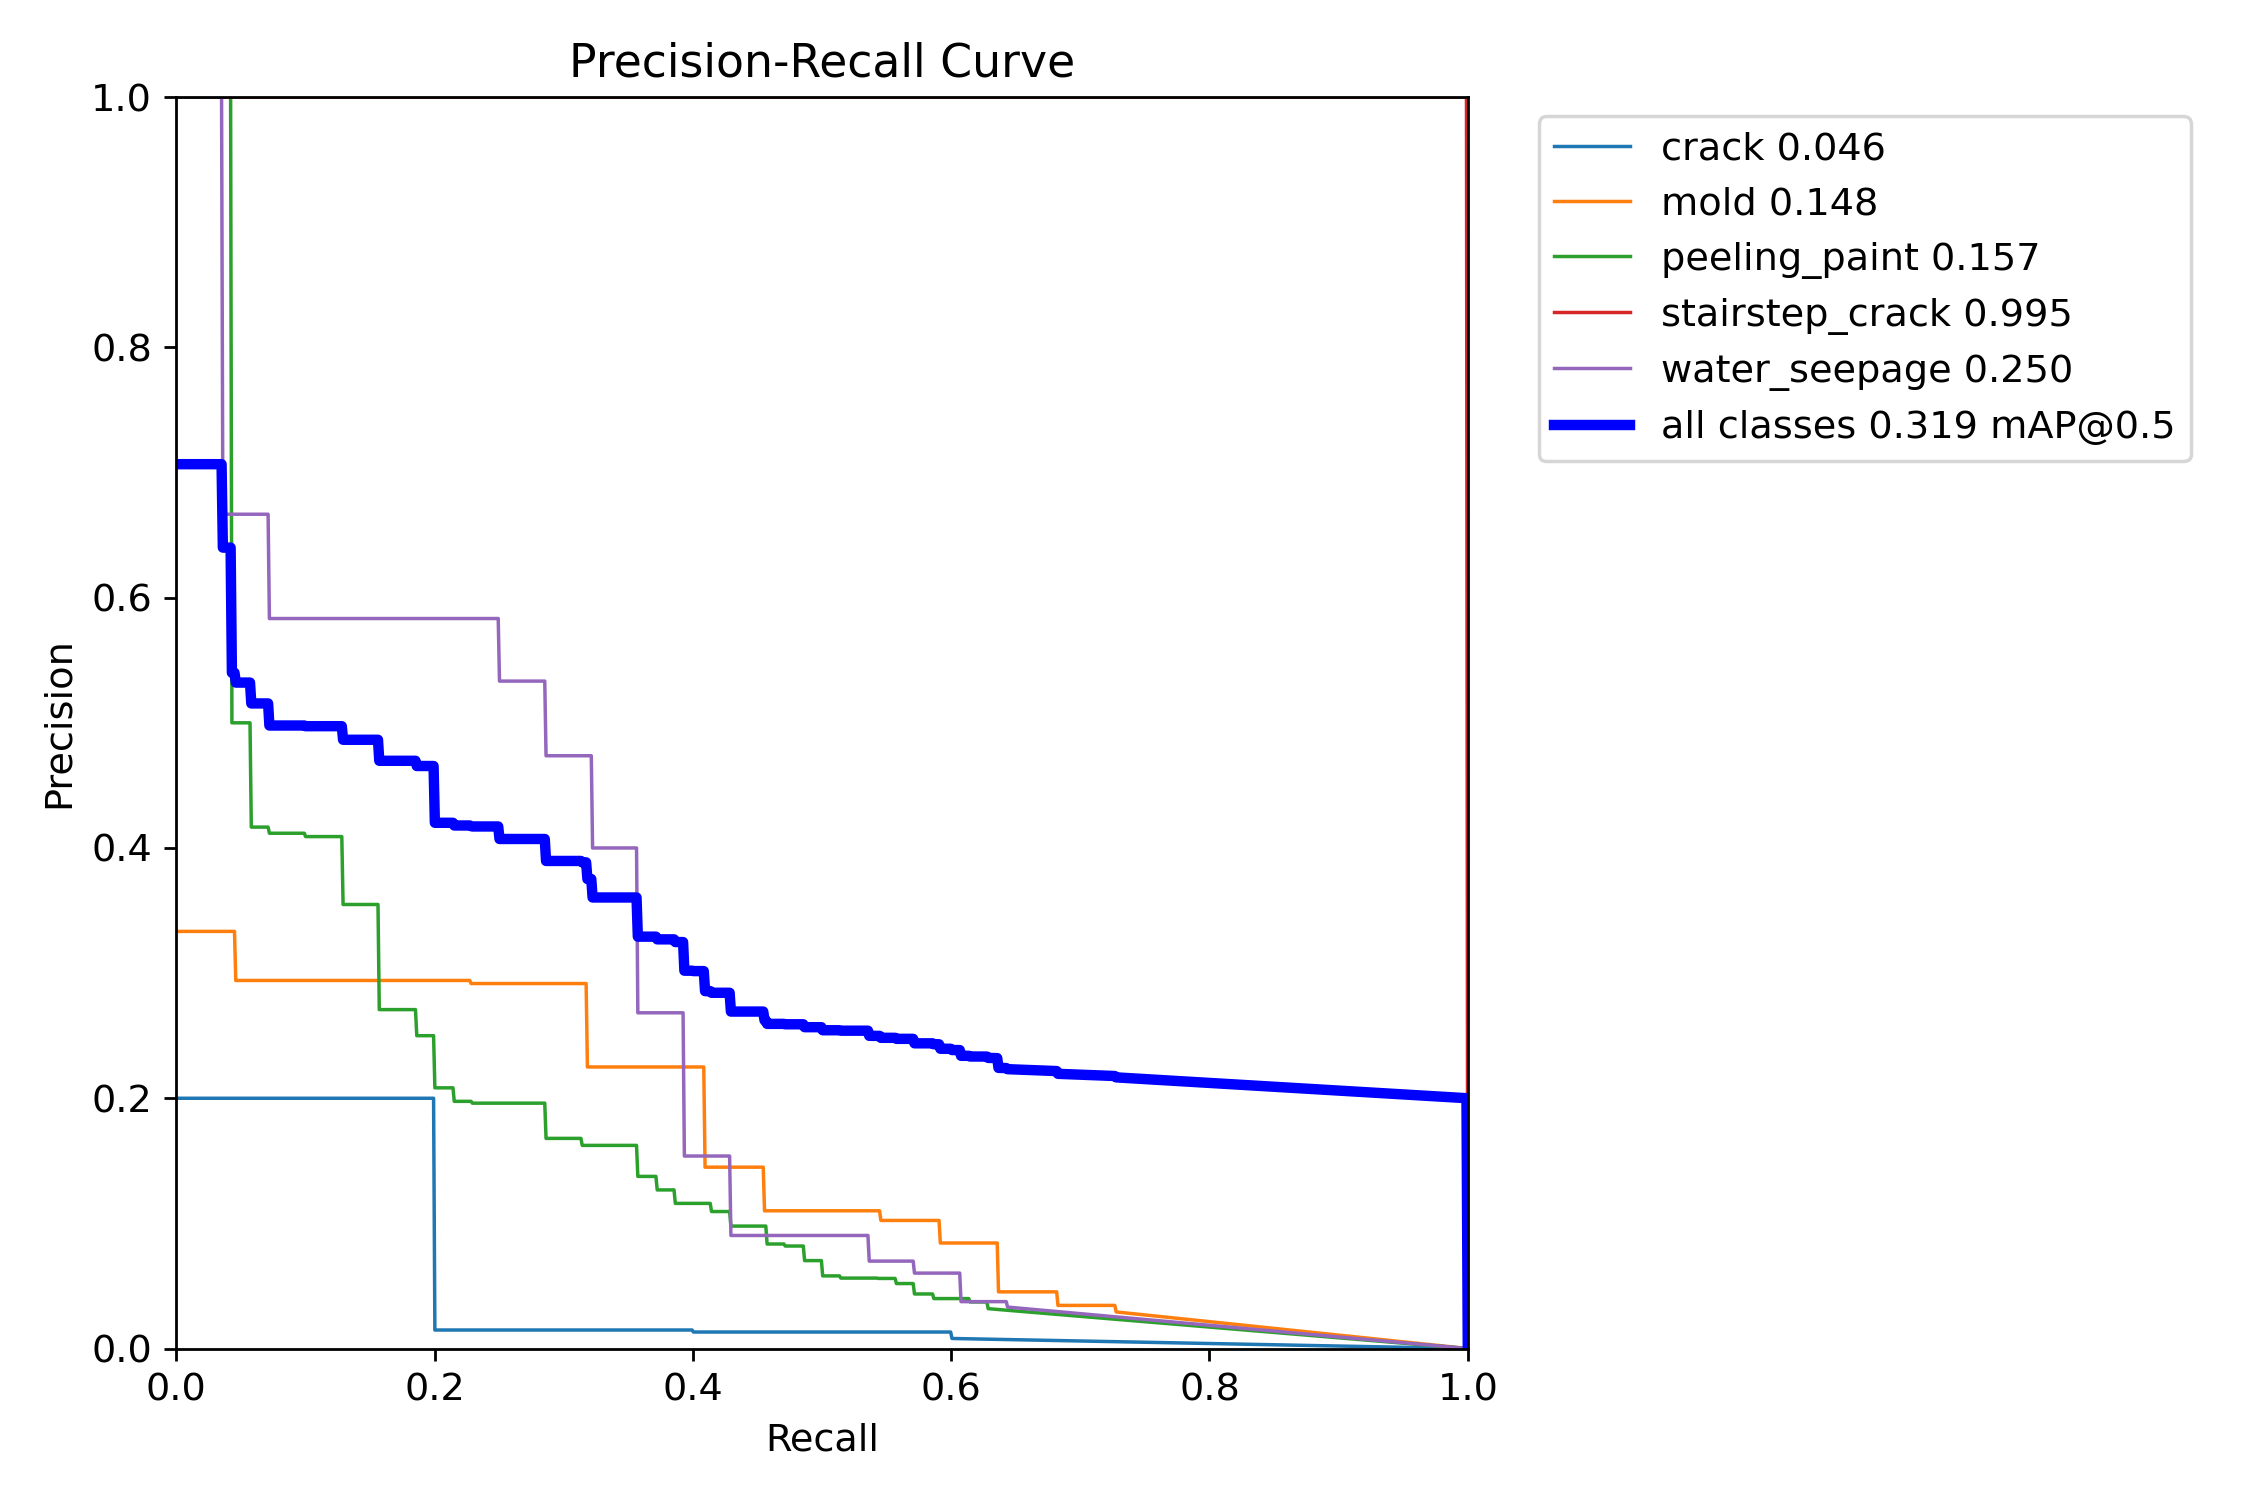 Precision-Recall Curve
1.0
0.8
0.6
0.4
0.2
0.0
Precision
0.0 0.2 0.4 0.6 0.8 1.0
Recall
crack 0.046
mold 0.148
peeling_paint 0.157
stairstep_crack 0.995
water_seepage 0.250
all classes 0.319 mAP@0.5